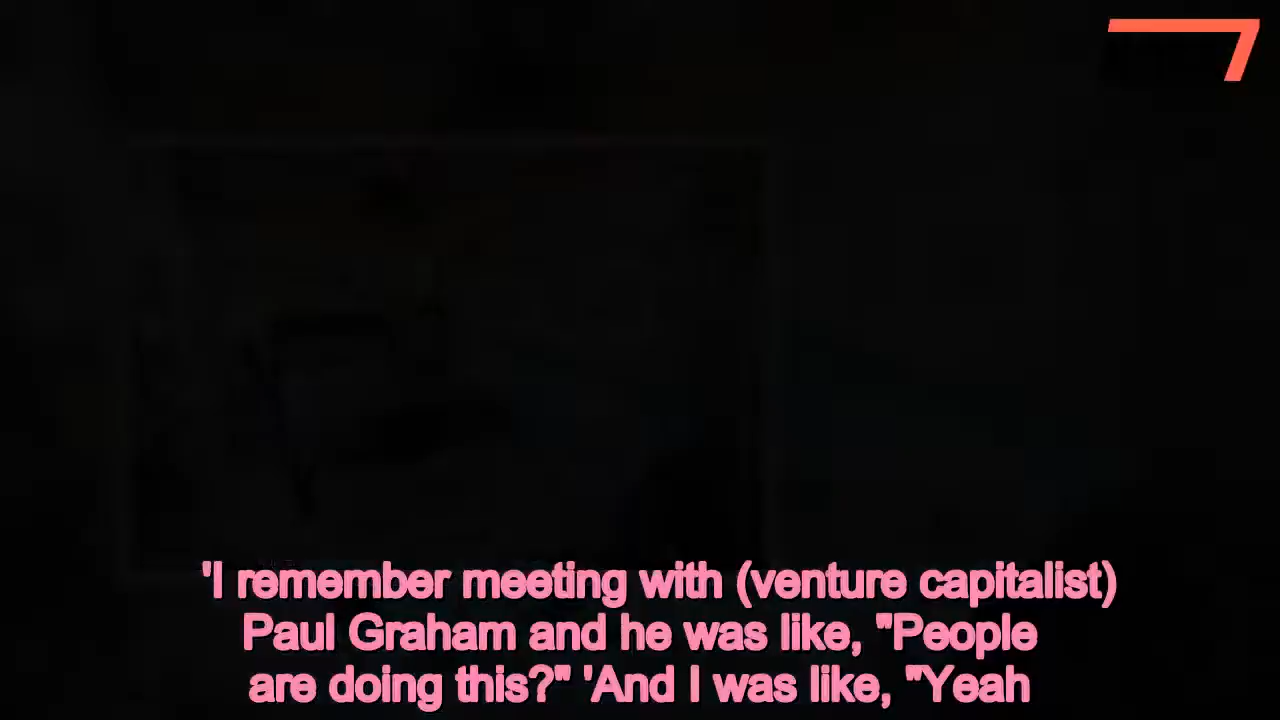 'I remember meeting with (venture capitalist)
Paul Graham and he was like, "People
are doing this?" 'And I was like, "Yeah